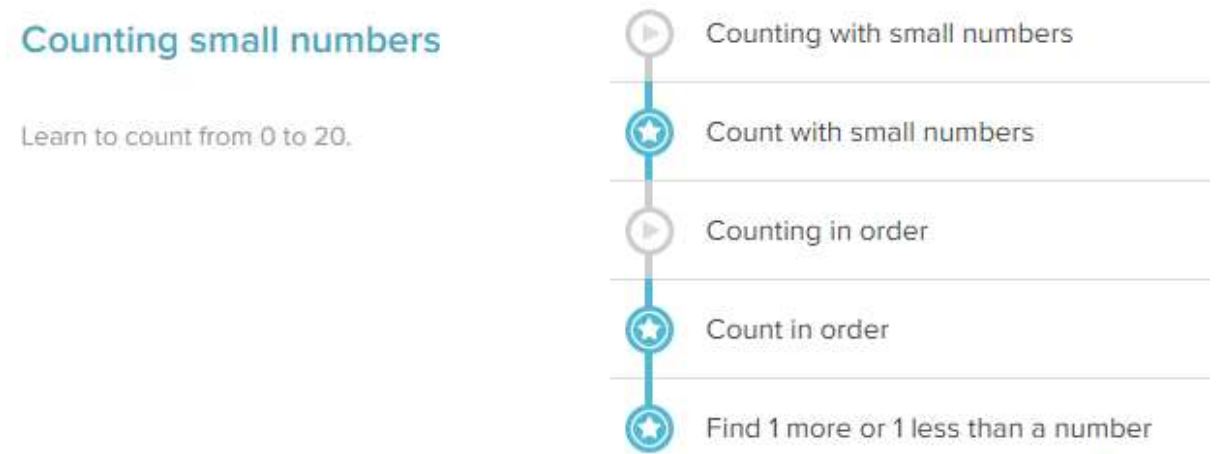 Counting small numbers
Learn to count from 0 to 20.
Counting with small numbers
Count with small numbers
Counting in order
Count in order
Find 1 more or 1 less than a number